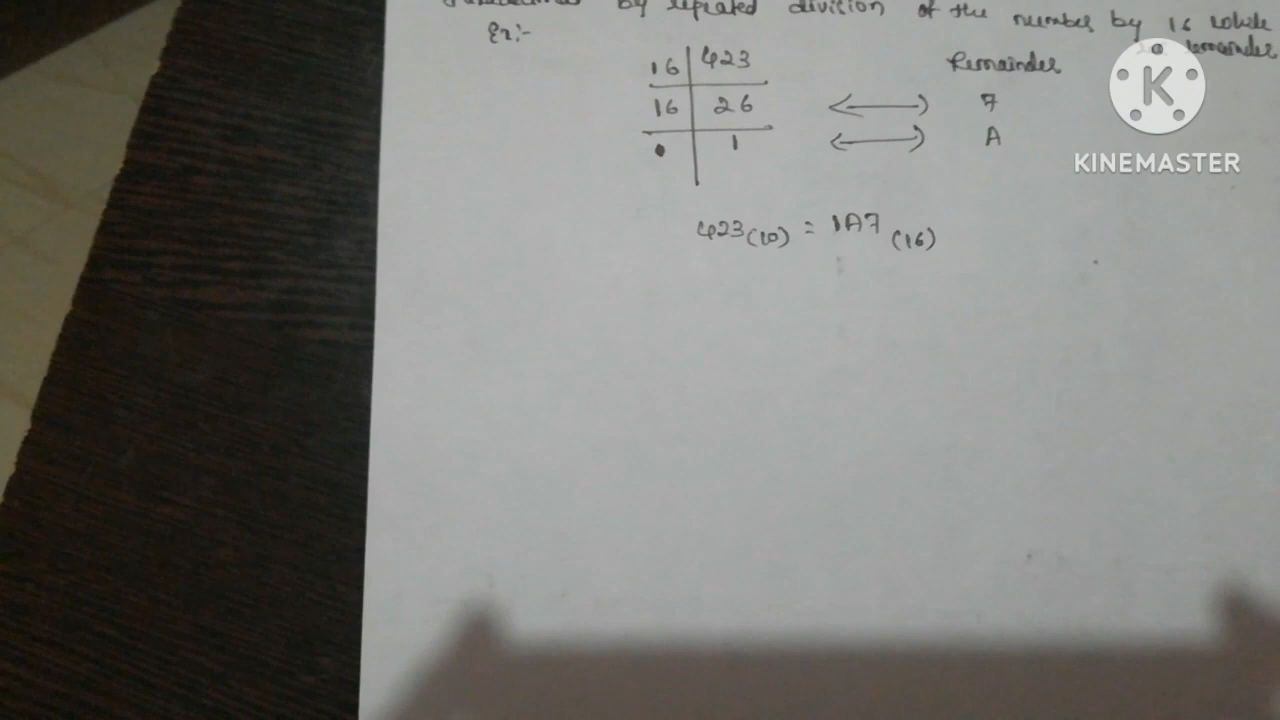 by repeated division of the number by 16 while
Ex:- remainder
16 423 Remainder
16 26 7
1 A
423(10) = 1A7 (16)
K
KINEMASTER